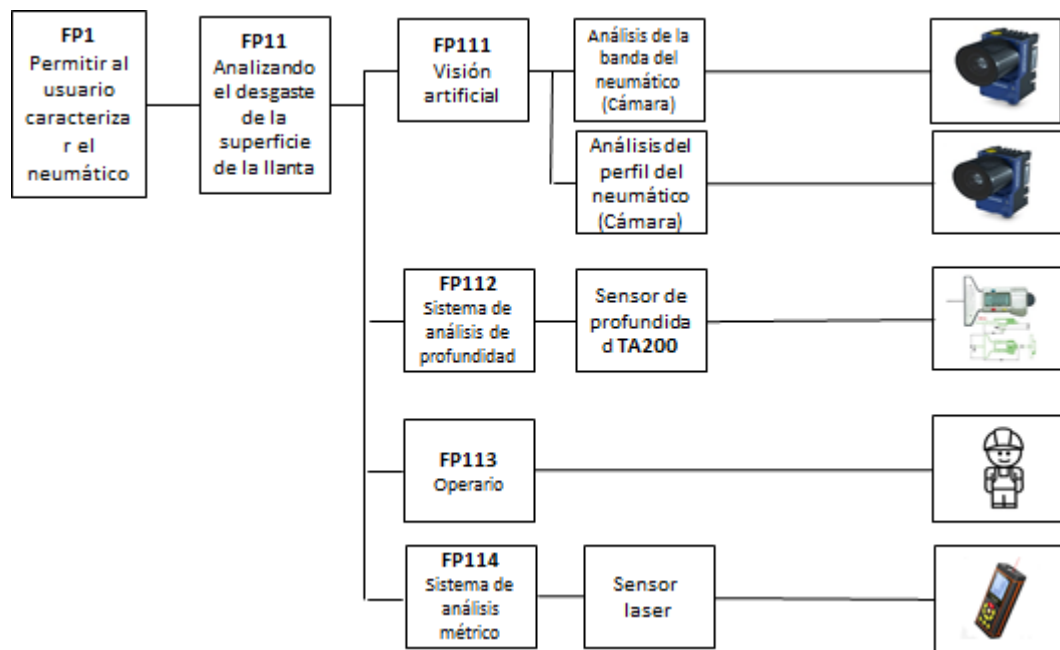 FP1
Permitir al
usuario
caracteriza
r el
neumático
FP11
Analizando
el desgaste
de la
superficie
de la llanta
FP111
Visión
artificial
Análisis de la
banda del
neumático
(Cámara)
Análisis del
perfil del
neumático
(Cámara)
FP112
Sistema de
análisis de
profundidad
Sensor de
profundida
d TA200
FP113
Operario
FP114
Sistema de
análisis
métrico
Sensor
laser